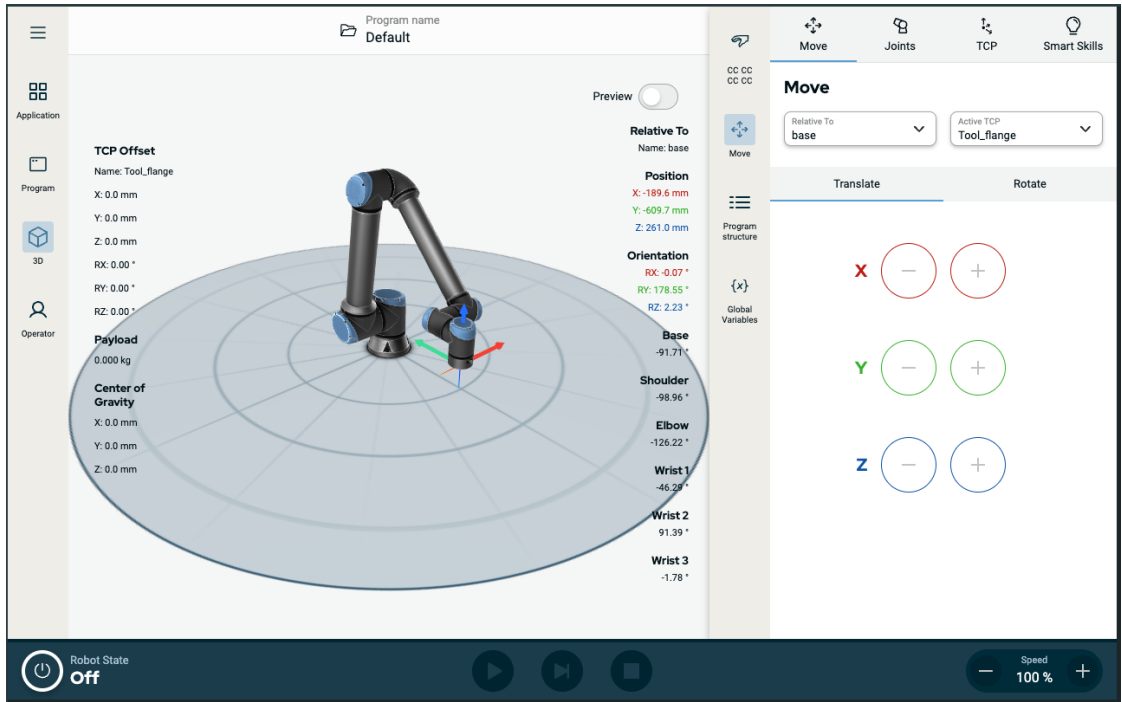 Program name
Default
Application
Program
3D
Operator
Preview
TCP Offset
Name: Tool_flange
X: 0.0 mm
Y: 0.0 mm
Z: 0.0 mm
RX: 0.00 °
RY: 0.00 °
RZ: 0.00 °
Payload
0.000 kg
Center of
Gravity
X: 0.0 mm
Y: 0.0 mm
Z: 0.0 mm
Relative To
Name: base
Position
X: -189.6 mm
Y: -609.7 mm
Z: 261.0 mm
Orientation
RX: -0.07 °
RY: 178.55 °
RZ: 2.23 °
Base
-91.71 °
Shoulder
-98.96 °
Elbow
-126.22 °
Wrist 1
-46.29 °
Wrist 2
91.39 °
Wrist 3
-1.78 °
CC CC
CC CC
Move
Program
structure
{x}
Global
Variables
Move
Joints
TCP
Smart Skills
Move
Relative To
base
Active TCP
Tool_flange
Translate
Rotate
X
Y
Z
Robot State
Off
Speed
100 %